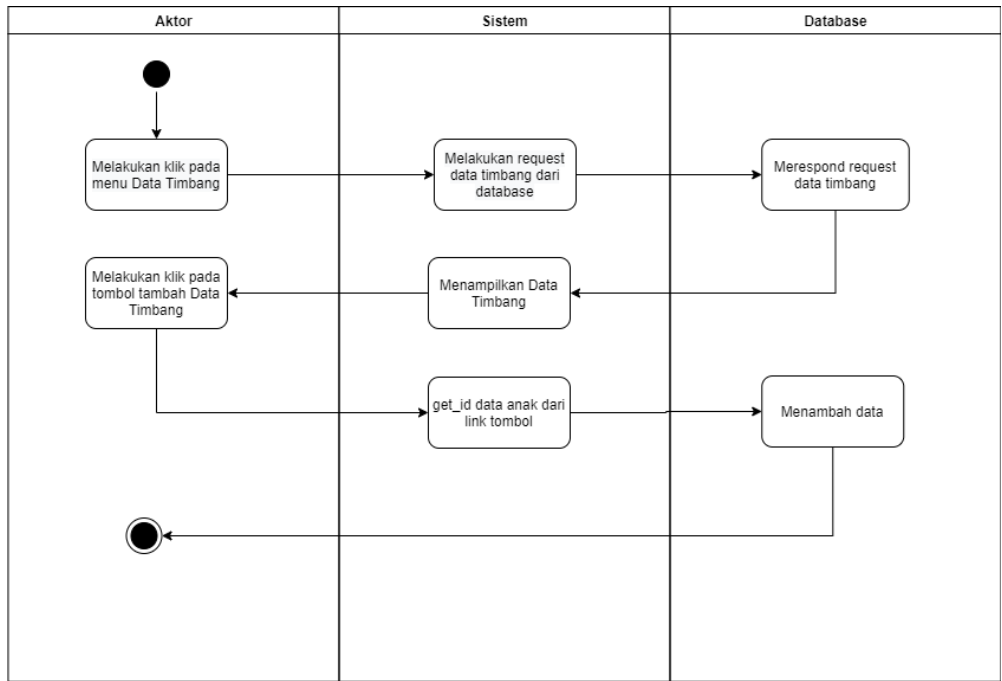 Aktor
Sistem
Database
Melakukan klik pada
menu Data Timbang
Melakukan request
data timbang dari
database
Merespond request
data timbang
Melakukan klik pada
tombol tambah Data
Timbang
Menampilkan Data
Timbang
get_id data anak dari
link tombol
Menambah data